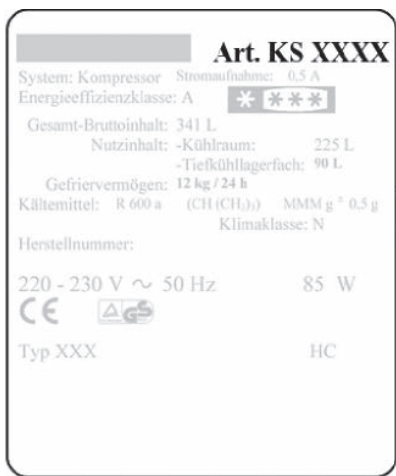 Art. KS XXXX
System: Kompressor Stromaufnahme: 0,5 A
Energieeffizienzklasse: A
Gesamt-Bruttoinhalt: 341 L
Nutzinhalt: -Kühlraum: 225 L
-Tiefkühllagerfach: 90 L
Gefriervermögen: 12 kg / 24 h
Kältemittel: R 600 a (CH (CH₃)₃) MMM g ± 0,5 g
Klimaklasse: N
Herstellnummer:
220 - 230 V ~ 50 Hz 85 W
CE GS
Typ XXX HC